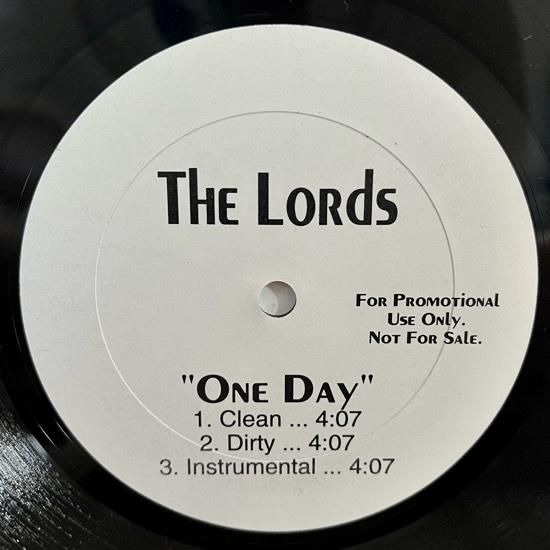 The Lords
For Promotional
Use Only.
Not For Sale.
"One Day"
1. Clean ... 4:07
2. Dirty ... 4:07
3. Instrumental ... 4:07